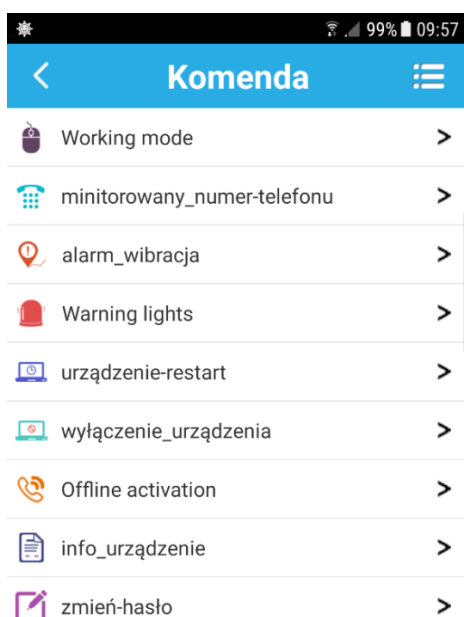 99% 09:57
Komenda
Working mode
minitorowany_numer-telefonu
alarm_wibracja
Warning lights
urządzenie-restart
wyłączenie_urządzenia
Offline activation
info_urządzenie
zmień-hasło